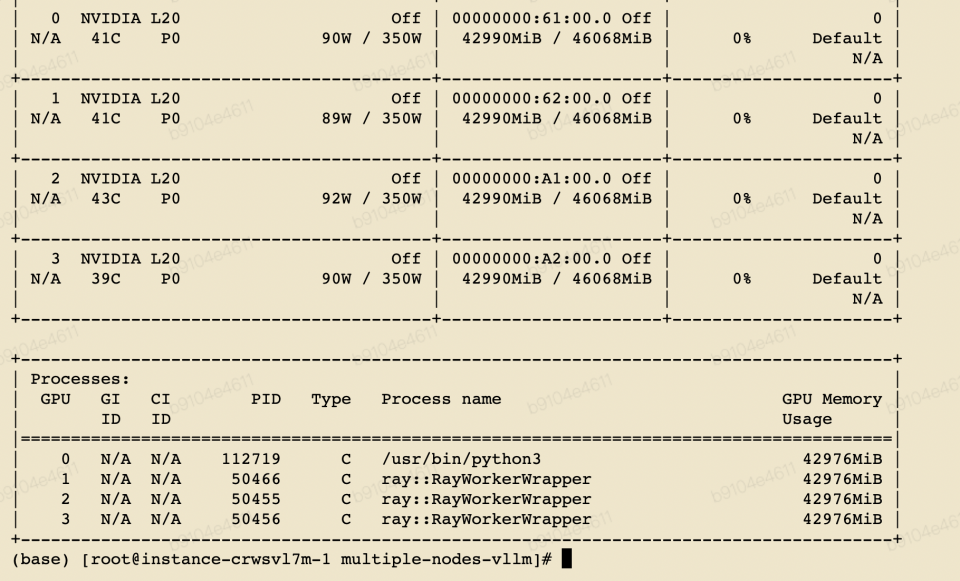 |   0  NVIDIA L20                     Off | 00000000:61:00.0 Off |                    0 |
| N/A   41C    P0              90W / 350W |  42990MiB / 46068MiB |      0%      Default |
|                                         |                      |                  N/A |
+-----------------------------------------+----------------------+----------------------+
|   1  NVIDIA L20                     Off | 00000000:62:00.0 Off |                    0 |
| N/A   41C    P0              89W / 350W |  42990MiB / 46068MiB |      0%      Default |
|                                         |                      |                  N/A |
+-----------------------------------------+----------------------+----------------------+
|   2  NVIDIA L20                     Off | 00000000:A1:00.0 Off |                    0 |
| N/A   43C    P0              92W / 350W |  42990MiB / 46068MiB |      0%      Default |
|                                         |                      |                  N/A |
+-----------------------------------------+----------------------+----------------------+
|   3  NVIDIA L20                     Off | 00000000:A2:00.0 Off |                    0 |
| N/A   39C    P0              90W / 350W |  42990MiB / 46068MiB |      0%      Default |
|                                         |                      |                  N/A |
+-----------------------------------------+----------------------+----------------------+
+---------------------------------------------------------------------------------------+
| Processes:                                                                            |
|  GPU   GI   CI        PID   Type   Process name                            GPU Memory |
|        ID   ID                                                             Usage      |
|=======================================================================================|
|    0   N/A  N/A    112719      C   /usr/bin/python3                          42976MiB |
|    1   N/A  N/A     50466      C   ray::RayWorkerWrapper                     42976MiB |
|    2   N/A  N/A     50455      C   ray::RayWorkerWrapper                     42976MiB |
|    3   N/A  N/A     50456      C   ray::RayWorkerWrapper                     42976MiB |
+---------------------------------------------------------------------------------------+
(base) [root@instance-crwsvl7m-1 multiple-nodes-vllm]#
b9104e4611